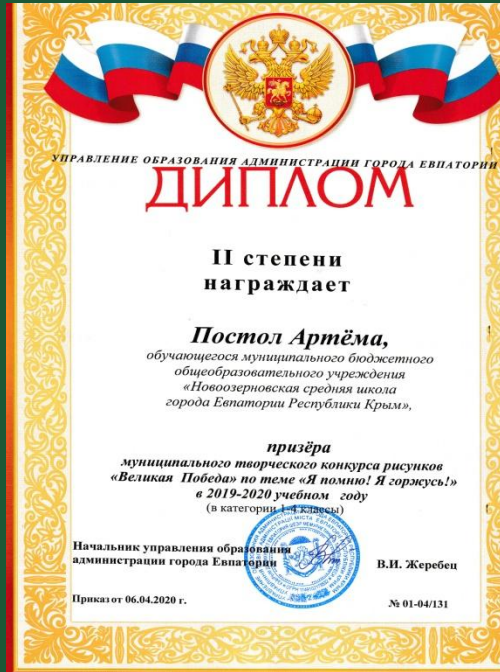 УПРАВЛЕНИЕ ОБРАЗОВАНИЯ АДМИНИСТРАЦИИ ГОРОДА ЕВПАТОРИИ
ДИПЛОМ
II степени
награждает
Постол Артёма,
обучающегося муниципального бюджетного
общеобразовательного учреждения
«Новоозерновская средняя школа
города Евпатории Республики Крым»,
призёра
муниципального творческого конкурса рисунков
«Великая Победа» по теме «Я помню! Я горжусь!»
в 2019-2020 учебном году
(в категории 1-4 классы)
Начальник управления образования
администрации города Евпатории
В.И. Жеребец
Приказ от 06.04.2020 г.
№ 01-04/131